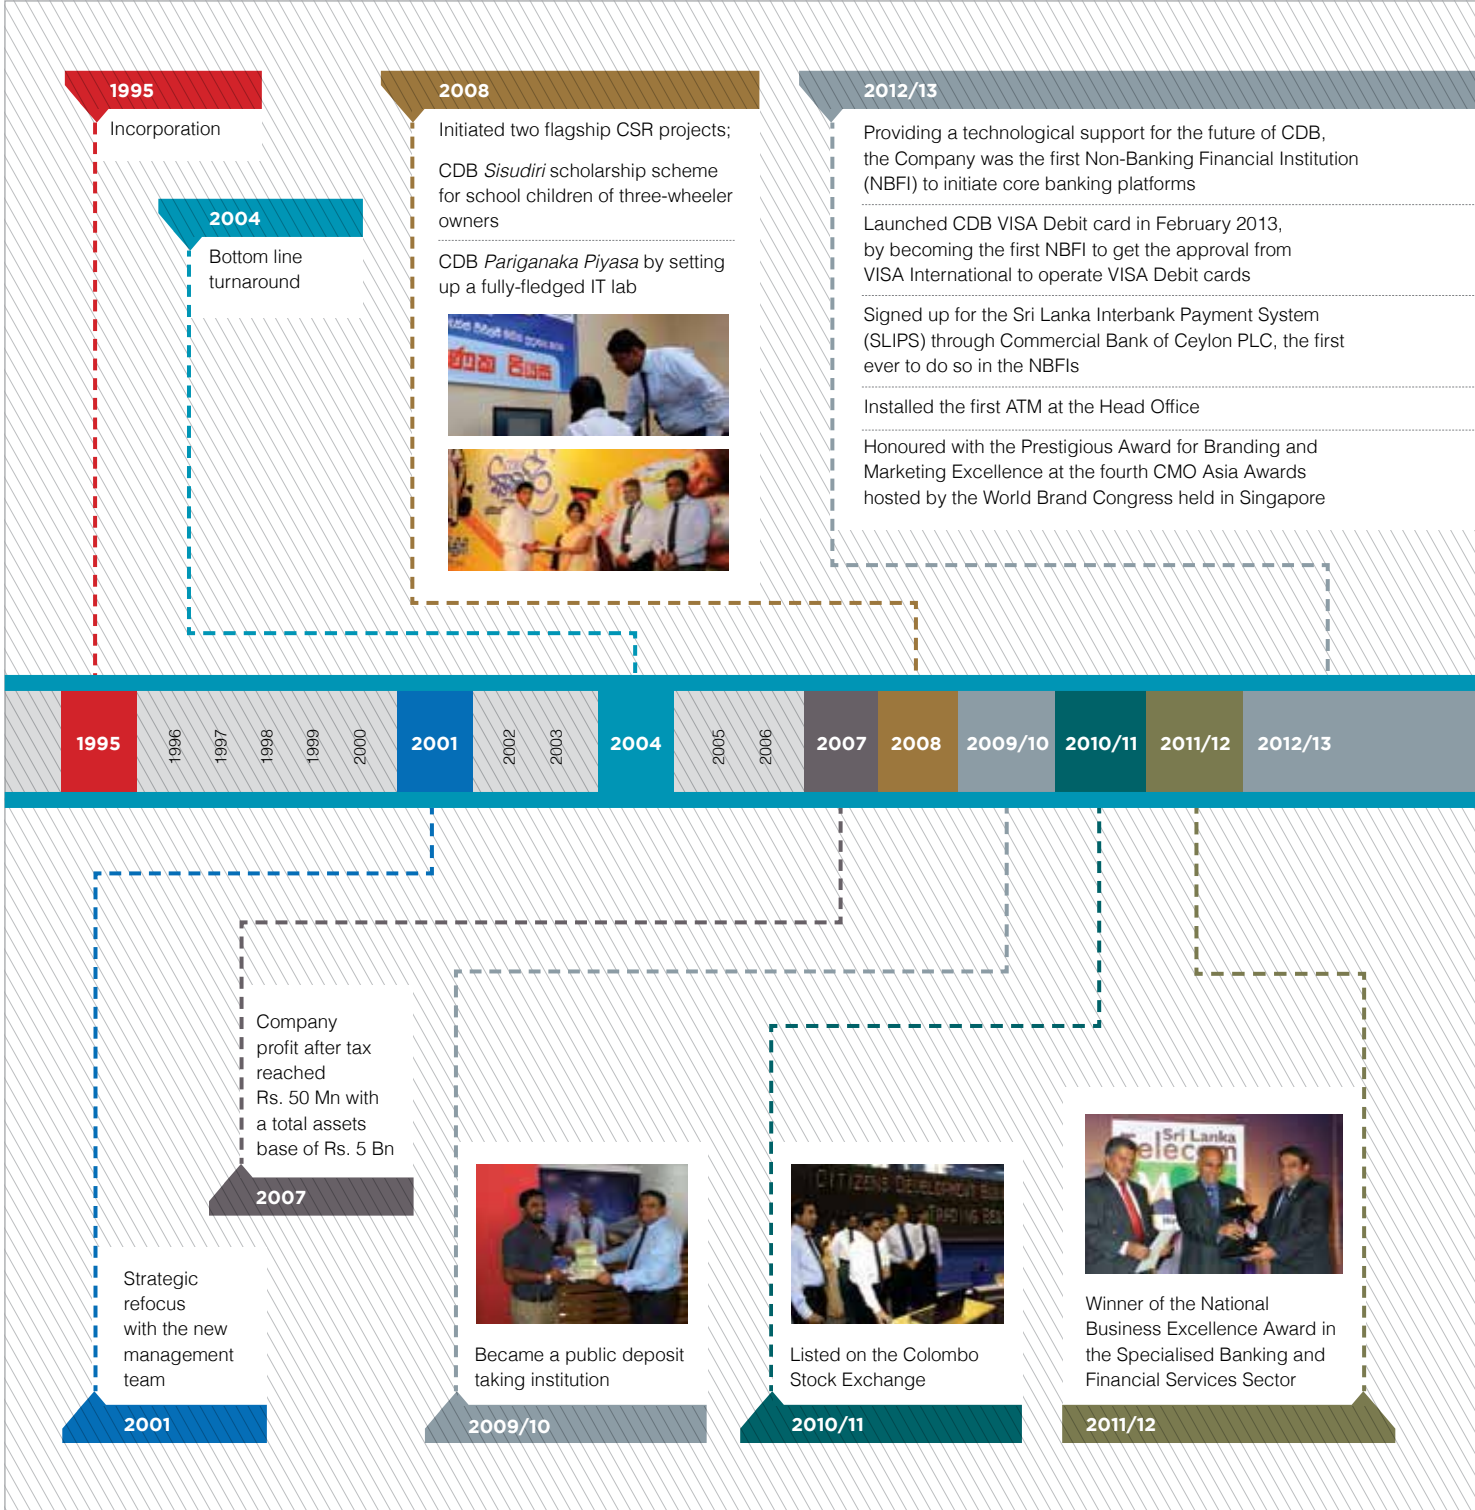 1995
Incorporation
2004
Bottom line
turnaround
2008
Initiated two flagship CSR projects;
CDB Sisudiri scholarship scheme
for school children of three-wheeler
owners
CDB Pariganaka Piyasa by setting
up a fully-fledged IT lab
2012/13
Providing a technological support for the future of CDB,
the Company was the first Non-Banking Financial Institution
(NBFI) to initiate core banking platforms
Launched CDB VISA Debit card in February 2013,
by becoming the first NBFI to get the approval from
VISA International to operate VISA Debit cards
Signed up for the Sri Lanka Interbank Payment System
(SLIPS) through Commercial Bank of Ceylon PLC, the first
ever to do so in the NBFIs
Installed the first ATM at the Head Office
Honoured with the Prestigious Award for Branding and
Marketing Excellence at the fourth CMO Asia Awards
hosted by the World Brand Congress held in Singapore
1995 1996 1997 1998 1999 2000 2001 2002 2003 2004 2005 2006 2007 2008 2009/10 2010/11 2011/12 2012/13
Company
profit after tax
reached
Rs. 50 Mn with
a total assets
base of Rs. 5 Bn
2007
Strategic
refocus
with the new
management
team
2001
Became a public deposit
taking institution
2009/10
CITIZENS DEVELOPMENT
TRADING
Listed on the Colombo
Stock Exchange
2010/11
Sri Lanka
Winner of the National
Business Excellence Award in
the Specialised Banking and
Financial Services Sector
2011/12